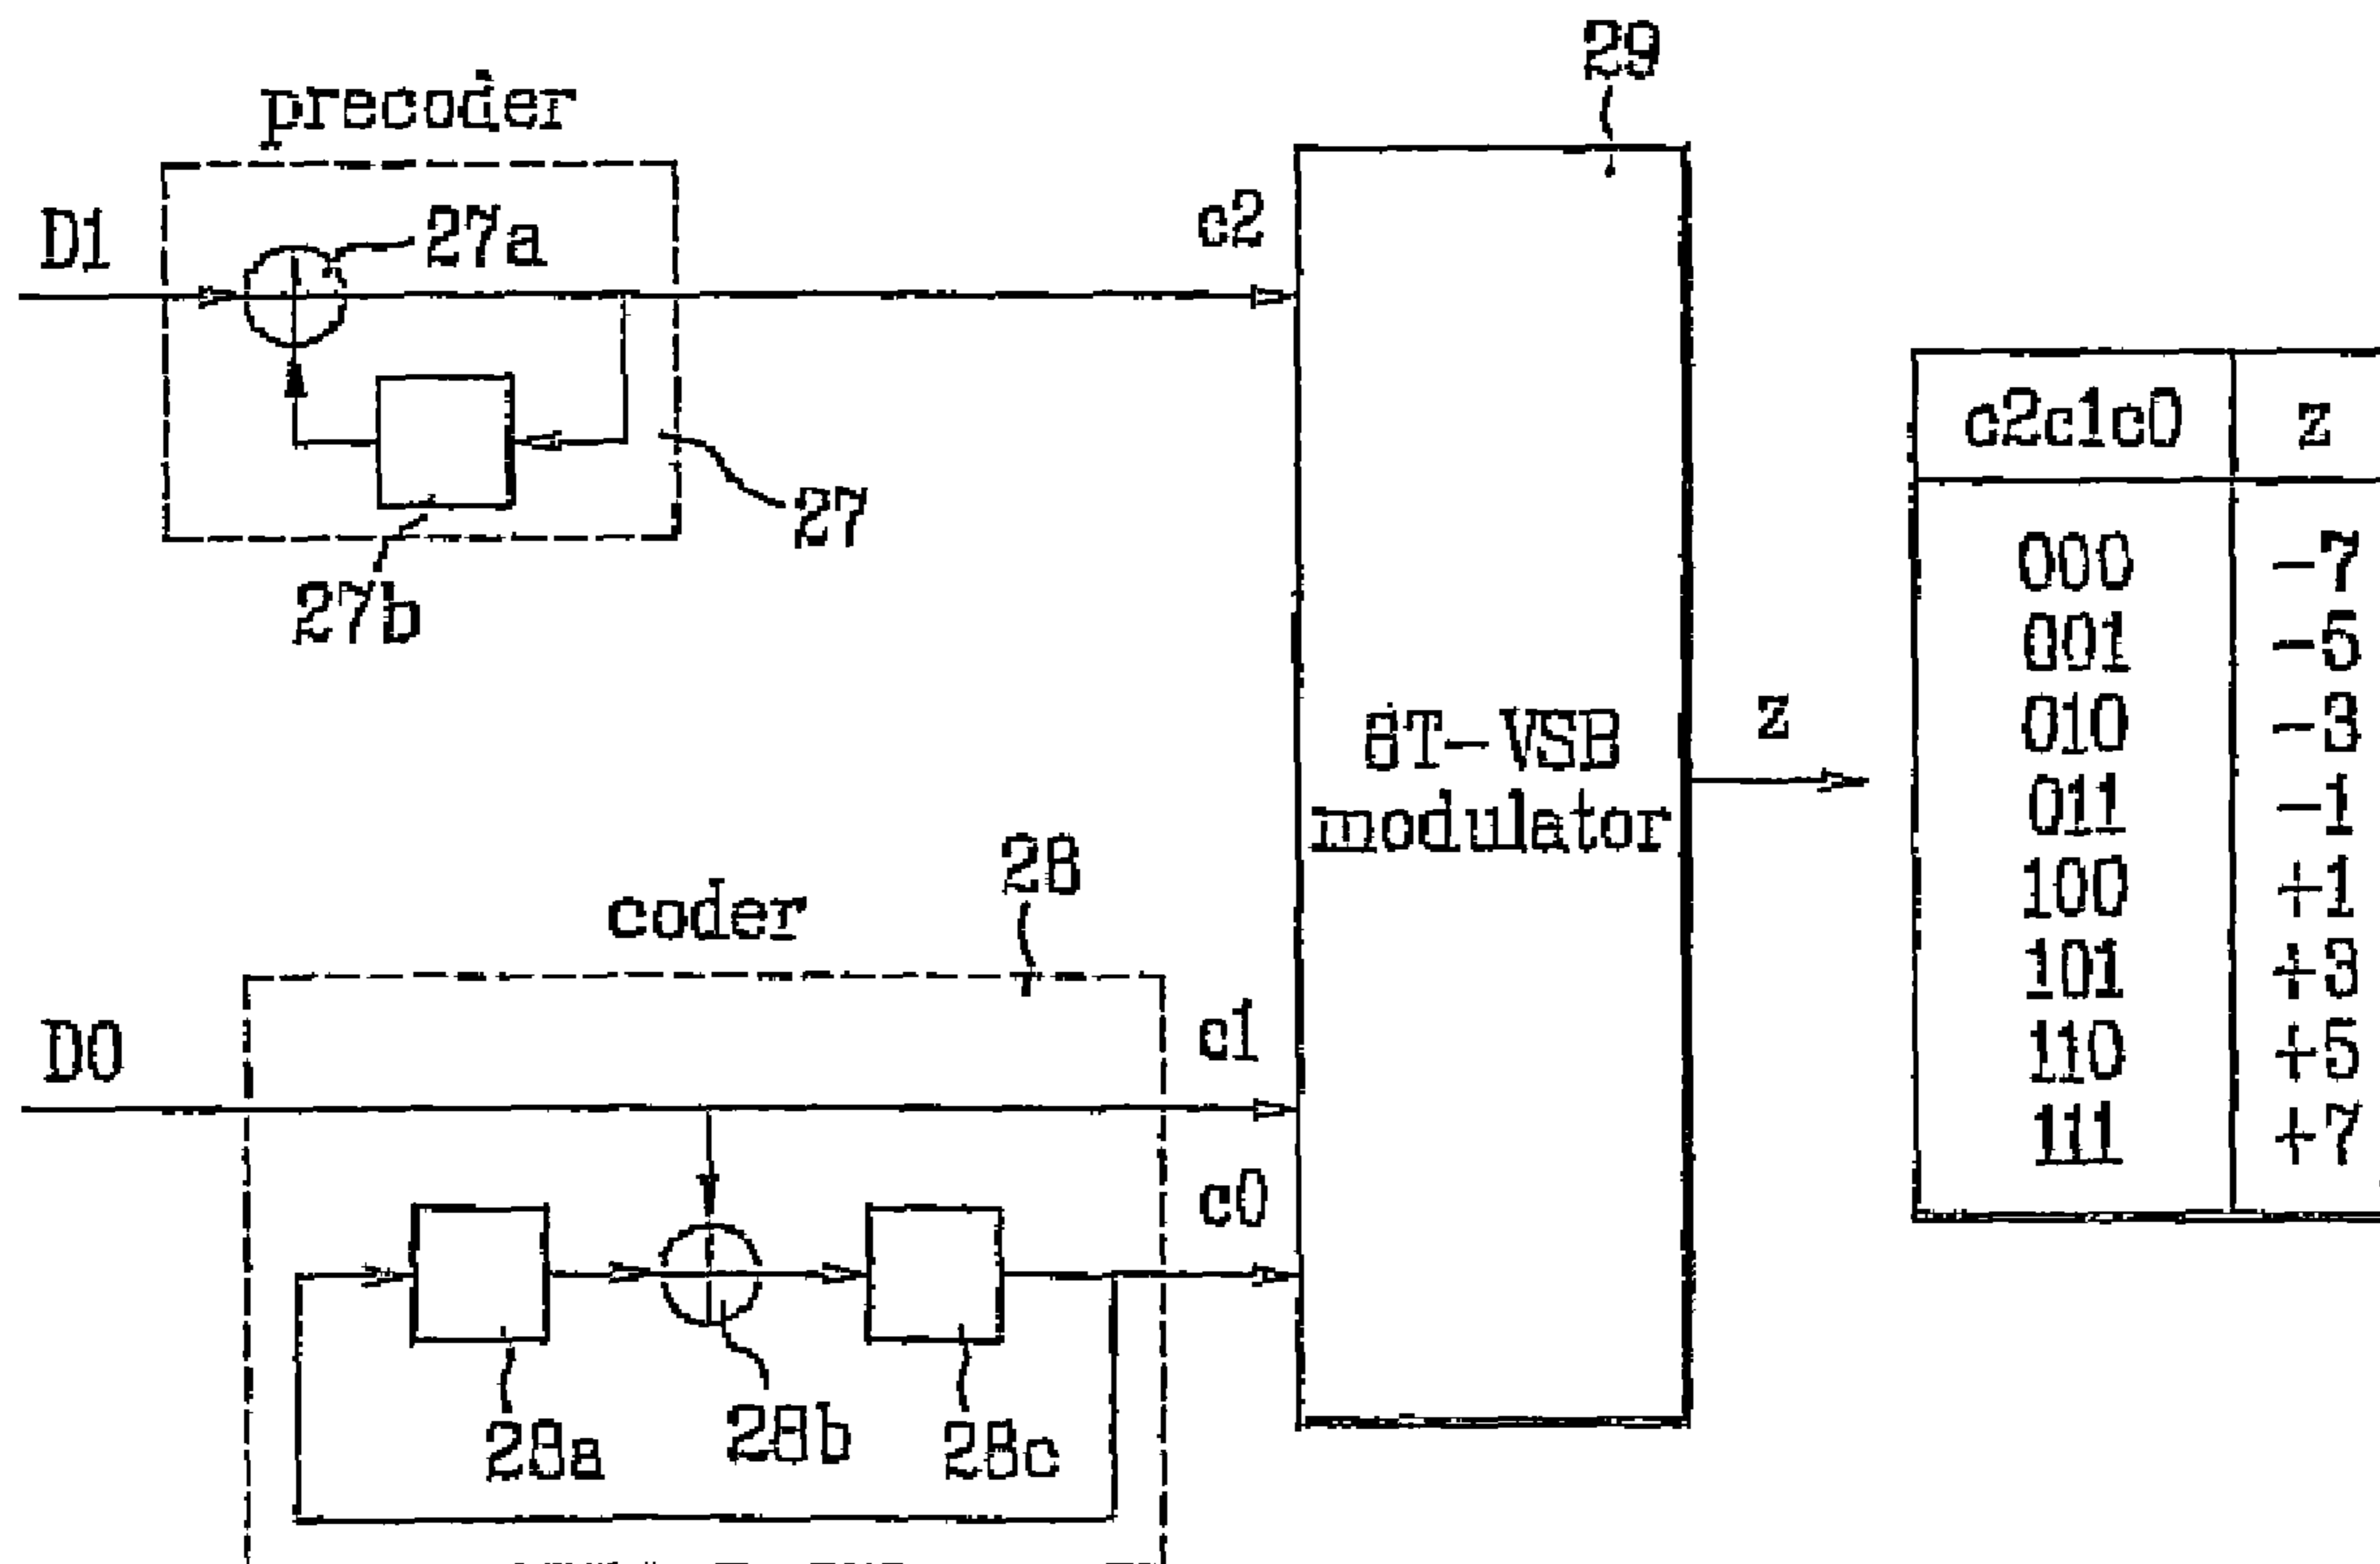 29
precoder
D1
27a
c2
27
27b
c2c1c0 z
000 -7
001 -5
010 -3
011 -1
100 +1
101 +3
110 +5
111 +7
8T-VSB
modulator
z
28
coder
D0
c1
c0
28a
28b
28c